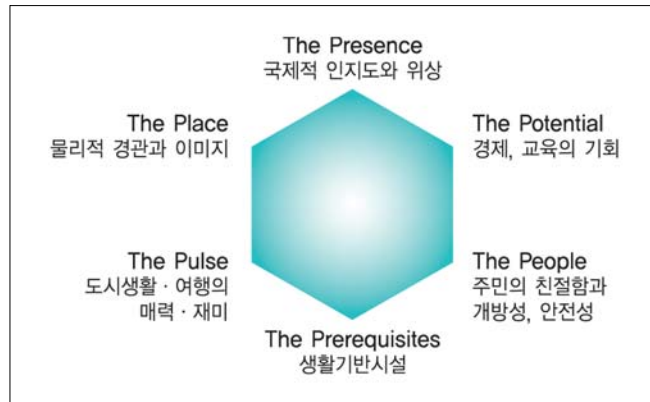 The Presence
국제적 인지도와 위상
The Place
물리적 경관과 이미지
The Potential
경제, 교육의 기회
The Pulse
도시생활 · 여행의
매력 · 재미
The People
주민의 친절함과
개방성, 안전성
The Prerequisites
생활기반시설